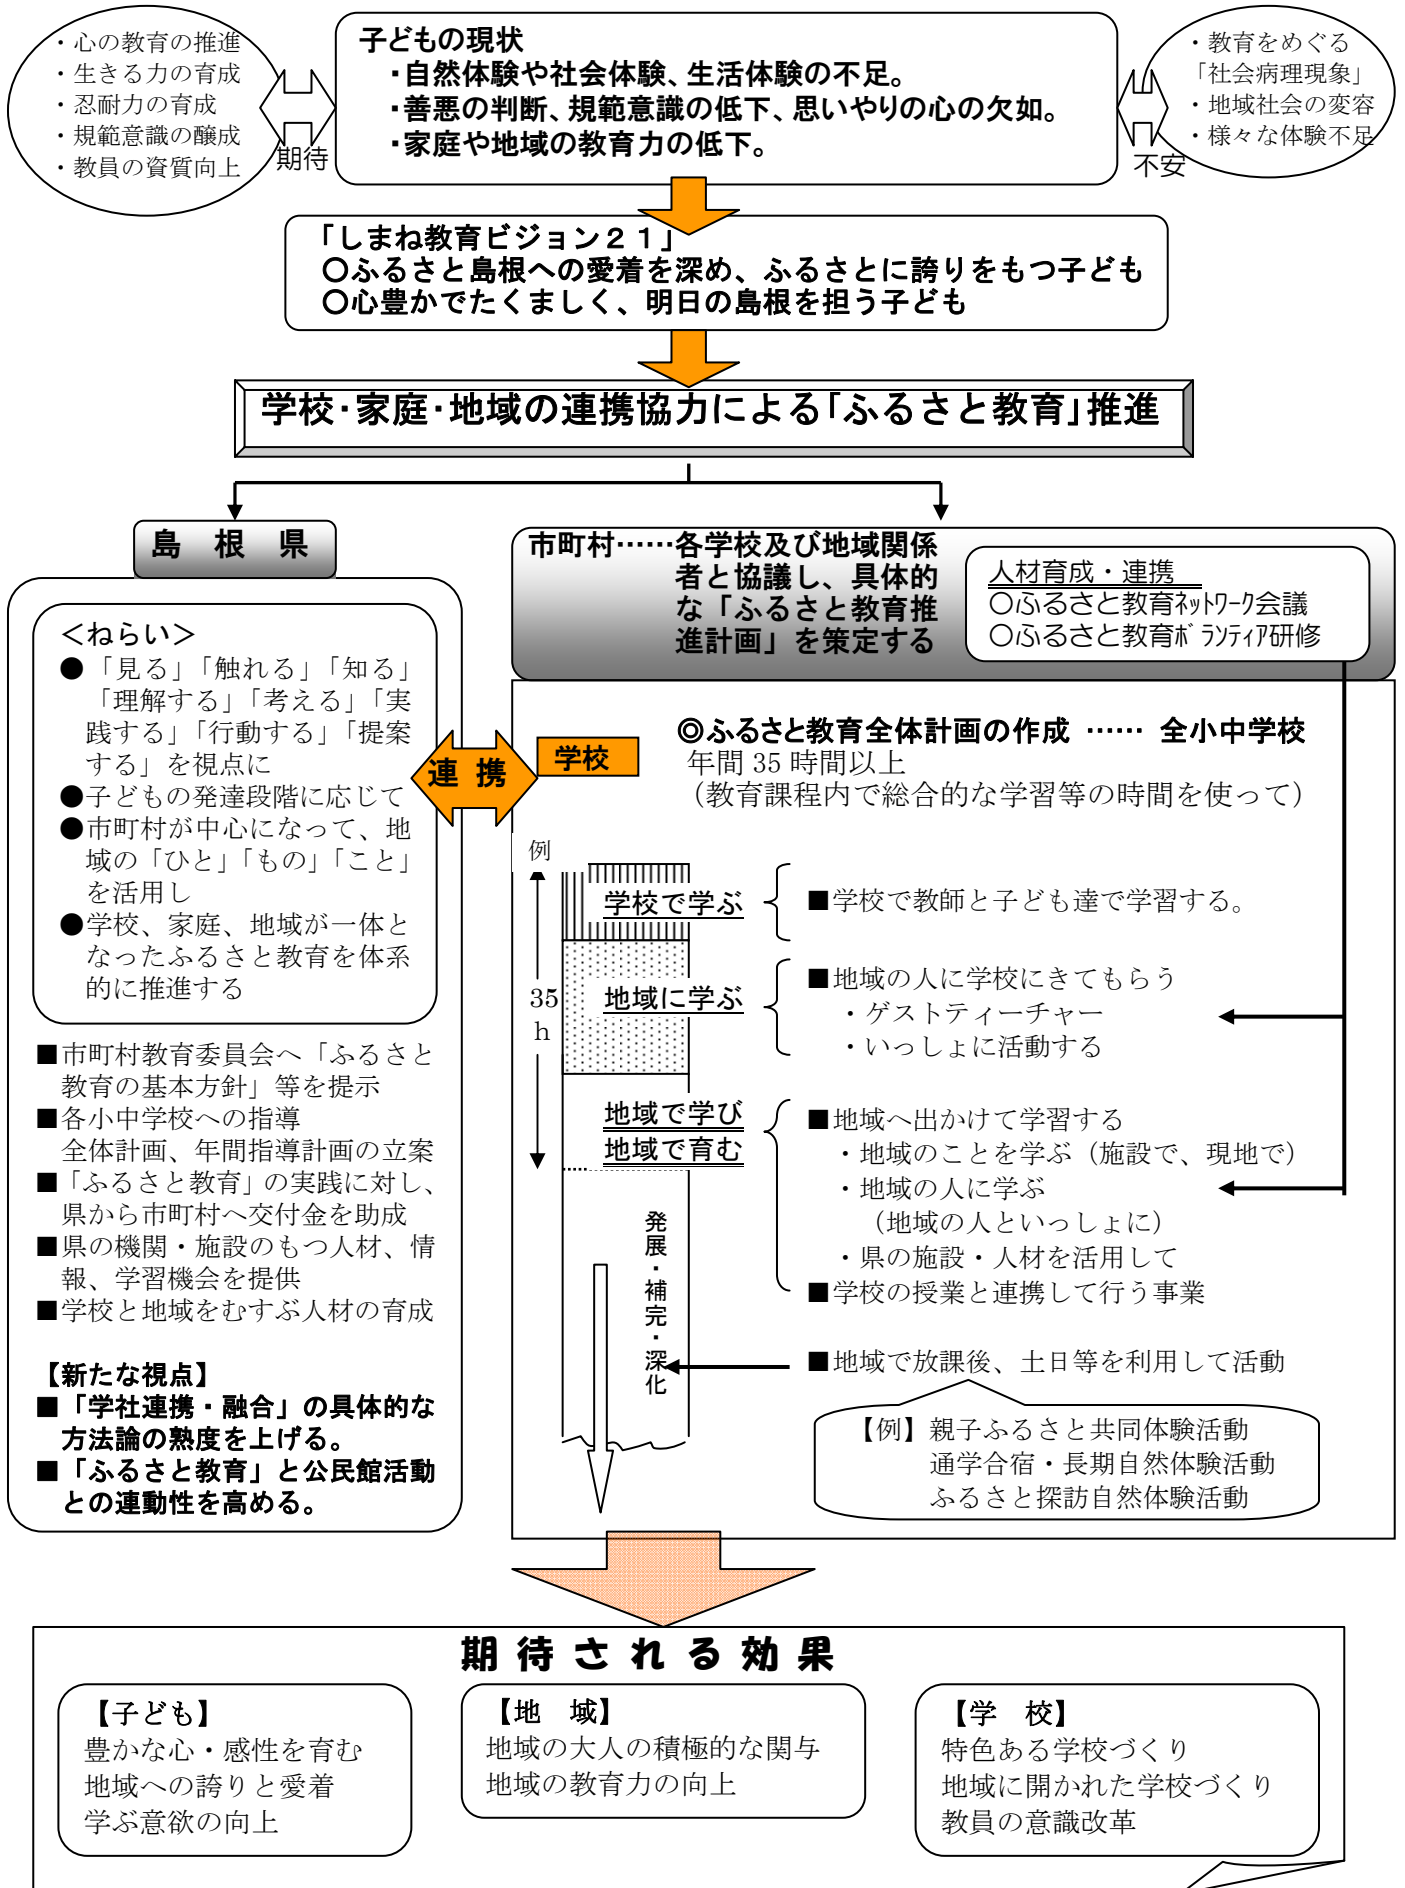 ・心の教育の推進
・生きる力の育成
・忍耐力の育成
・規範意識の醸成
・教員の資質向上
期待
子どもの現状
・自然体験や社会体験、生活体験の不足。
・善悪の判断、規範意識の低下、思いやりの心の欠如。
・家庭や地域の教育力の低下。
・教育をめぐる
「社会病理現象」
・地域社会の変容
・様々な体験不足
不安
「しまね教育ビジョン２１」
○ふるさと島根への愛着を深め、ふるさとに誇りをもつ子ども
○心豊かでたくましく、明日の島根を担う子ども
学校・家庭・地域の連携協力による「ふるさと教育」推進
島 根 県
<ねらい>
●「見る」「触れる」「知る」
「理解する」「考える」「実
践する」「行動する」「提案
する」を視点に
●子どもの発達段階に応じて
●市町村が中心になって、地
域の「ひと」「もの」「こと」
を活用し
●学校、家庭、地域が一体と
なったふるさと教育を体系
的に推進する
■市町村教育委員会へ「ふるさと
教育の基本方針」等を提示
■各小中学校への指導
全体計画、年間指導計画の立案
■「ふるさと教育」の実践に対し、
県から市町村へ交付金を助成
■県の機関・施設のもつ人材、情
報、学習機会を提供
■学校と地域をむすぶ人材の育成
【新たな視点】
■「学社連携・融合」の具体的な
方法論の熟度を上げる。
■「ふるさと教育」と公民館活動
との連動性を高める。
連 携
市町村……各学校及び地域関係
者と協議し、具体的
な「ふるさと教育推
進計画」を策定する
人材育成・連携
○ふるさと教育ﾈｯﾄﾜｰｸ会議
○ふるさと教育ﾎﾞﾗﾝﾃｨｱ研修
学校
◎ふるさと教育全体計画の作成 …… 全小中学校
年間 35 時間以上
（教育課程内で総合的な学習等の時間を使って）
例
35
h
学校で学ぶ
■学校で教師と子ども達で学習する。
地域に学ぶ
■地域の人に学校にきてもらう
・ゲストティーチャー
・いっしょに活動する
地域で学び
地域で育む
■地域へ出かけて学習する
・地域のことを学ぶ（施設で、現地で）
・地域の人に学ぶ
（地域の人といっしょに）
・県の施設・人材を活用して
■学校の授業と連携して行う事業
発展・補完・深化
■地域で放課後、土日等を利用して活動
【例】親子ふるさと共同体験活動
通学合宿・長期自然体験活動
ふるさと探訪自然体験活動
期待される効果
【子ども】
豊かな心・感性を育む
地域への誇りと愛着
学ぶ意欲の向上
【地 域】
地域の大人の積極的な関与
地域の教育力の向上
【学 校】
特色ある学校づくり
地域に開かれた学校づくり
教員の意識改革